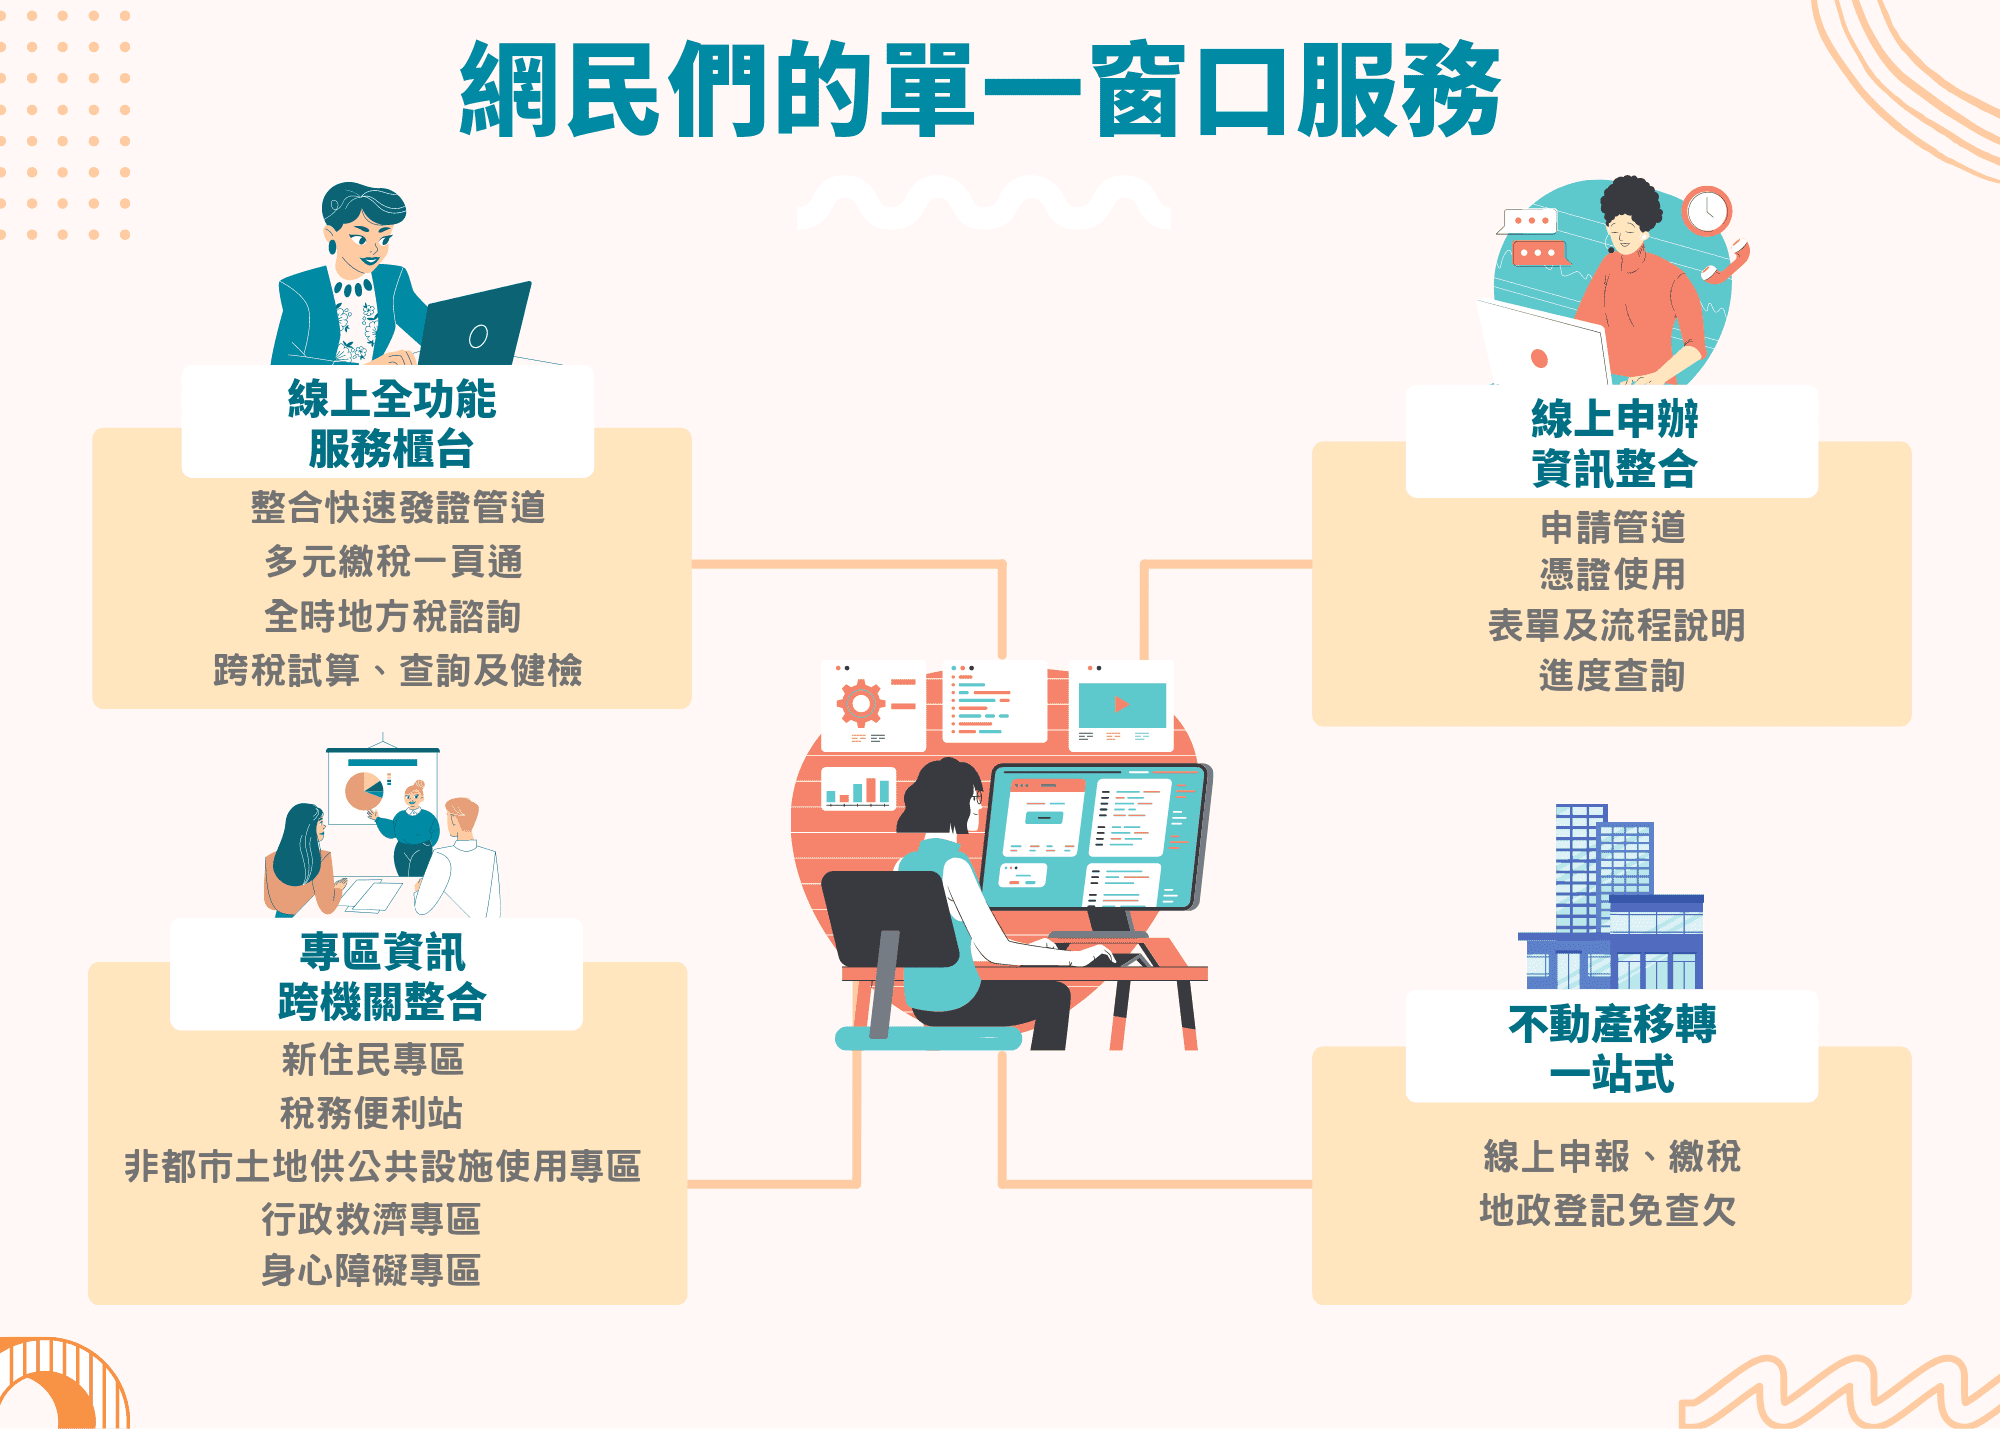 網民們的單一窗口服務
線上全功能
服務櫃台
整合快速發證管道
多元繳稅一頁通
全時地方稅諮詢
跨稅試算、查詢及健檢
線上申辦
資訊整合
申請管道
憑證使用
表單及流程說明
進度查詢
專區資訊
跨機關整合
新住民專區
稅務便利站
非都市土地供公共設施使用專區
行政救濟專區
身心障礙專區
不動產移轉
一站式
線上申報、繳稅
地政登記免查欠